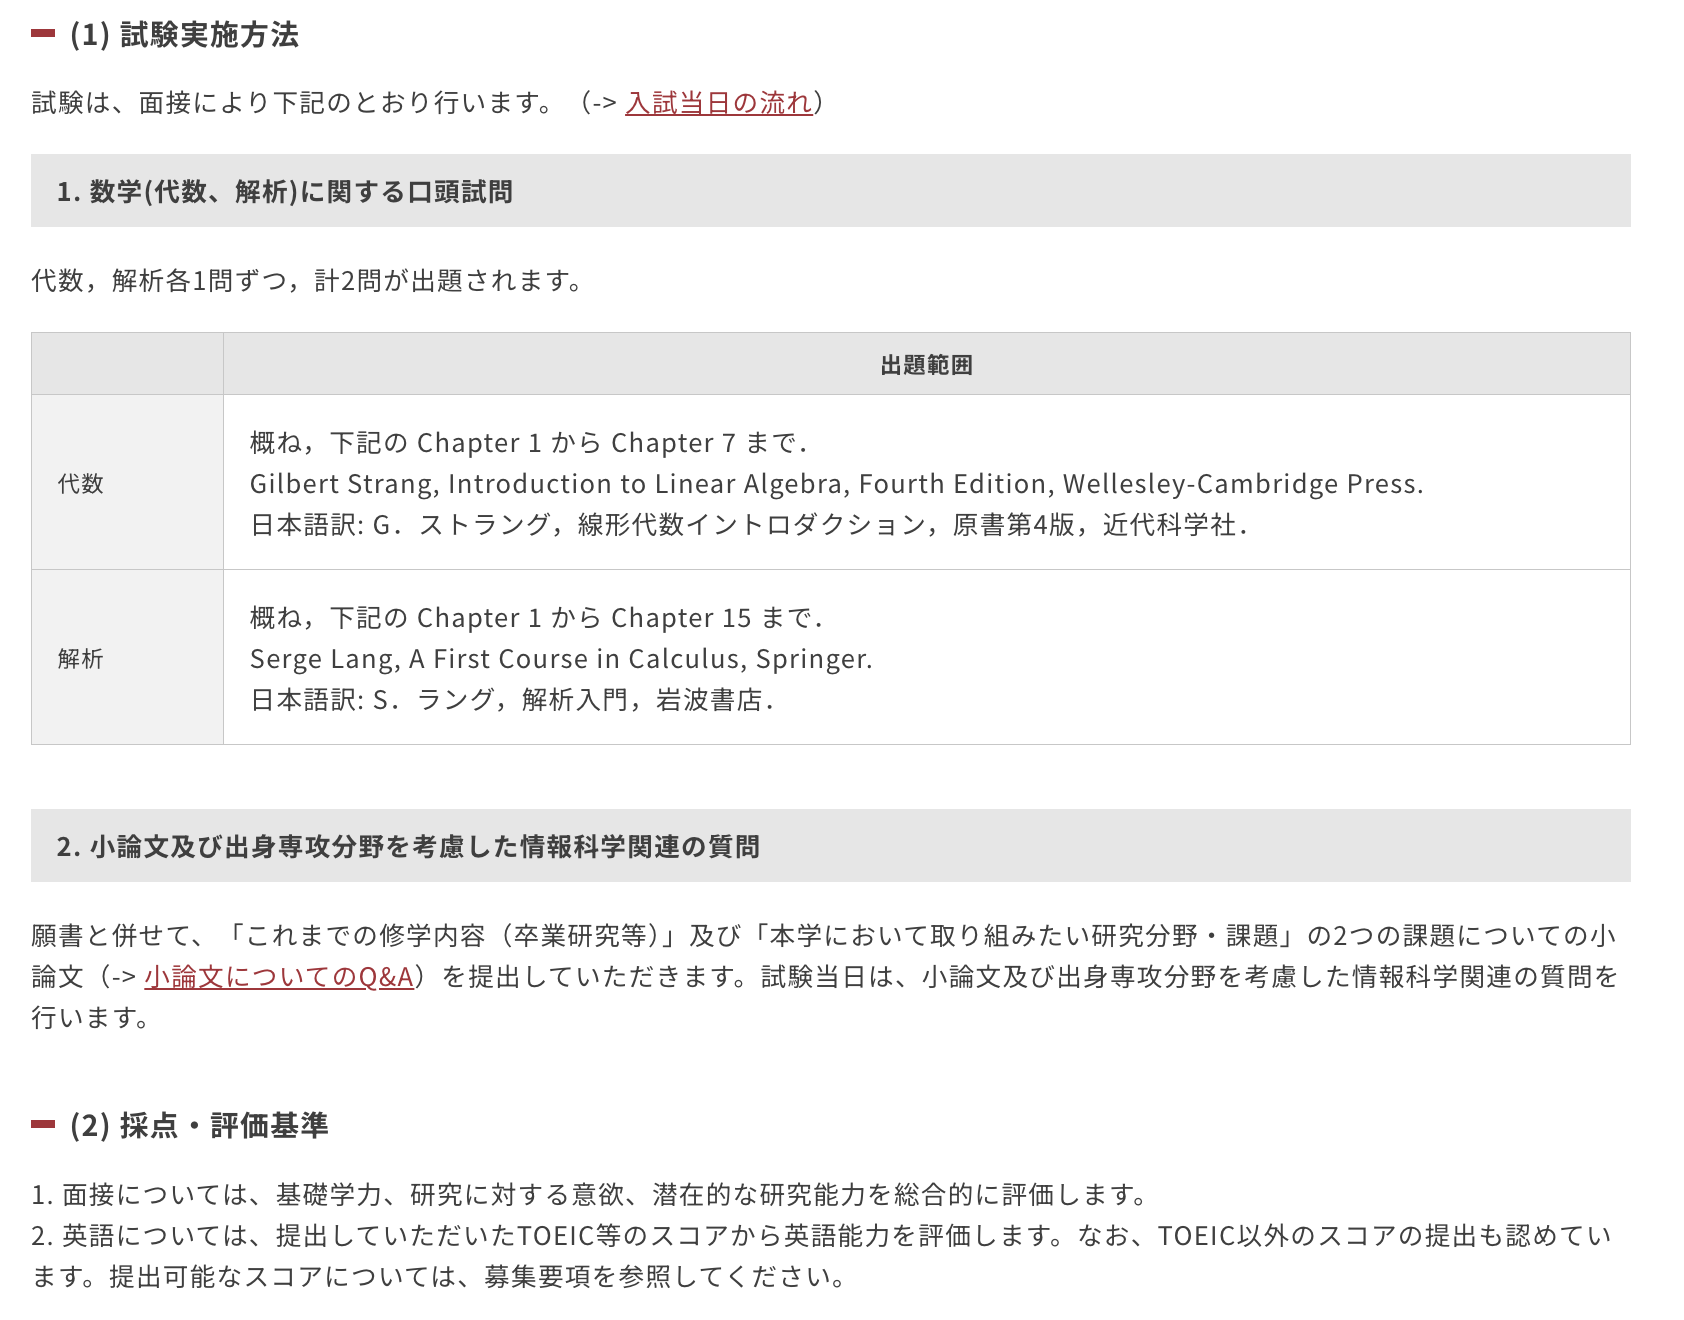 (1) 試験実施方法
試験は、面接により下記のとおり行います。（-> 入試当日の流れ）
1. 数学(代数、解析)に関する口頭試問
代数，解析各1問ずつ，計2問が出題されます。
出題範囲
代数
概ね，下記の Chapter 1 から Chapter 7 まで．
Gilbert Strang, Introduction to Linear Algebra, Fourth Edition, Wellesley-Cambridge Press.
日本語訳: G．ストラング，線形代数イントロダクション，原書第4版，近代科学社．
解析
概ね，下記の Chapter 1 から Chapter 15 まで．
Serge Lang, A First Course in Calculus, Springer.
日本語訳: S．ラング，解析入門，岩波書店．
2. 小論文及び出身専攻分野を考慮した情報科学関連の質問
願書と併せて、「これまでの修学内容（卒業研究等）」及び「本学において取り組みたい研究分野・課題」の2つの課題についての小
論文（-> 小論文についてのQ&A）を提出していただきます。試験当日は、小論文及び出身専攻分野を考慮した情報科学関連の質問を
行います。
(2) 採点・評価基準
1. 面接については、基礎学力、研究に対する意欲、潜在的な研究能力を総合的に評価します。
2. 英語については、提出していただいたTOEIC等のスコアから英語能力を評価します。なお、TOEIC以外のスコアの提出も認めてい
ます。提出可能なスコアについては、募集要項を参照してください。